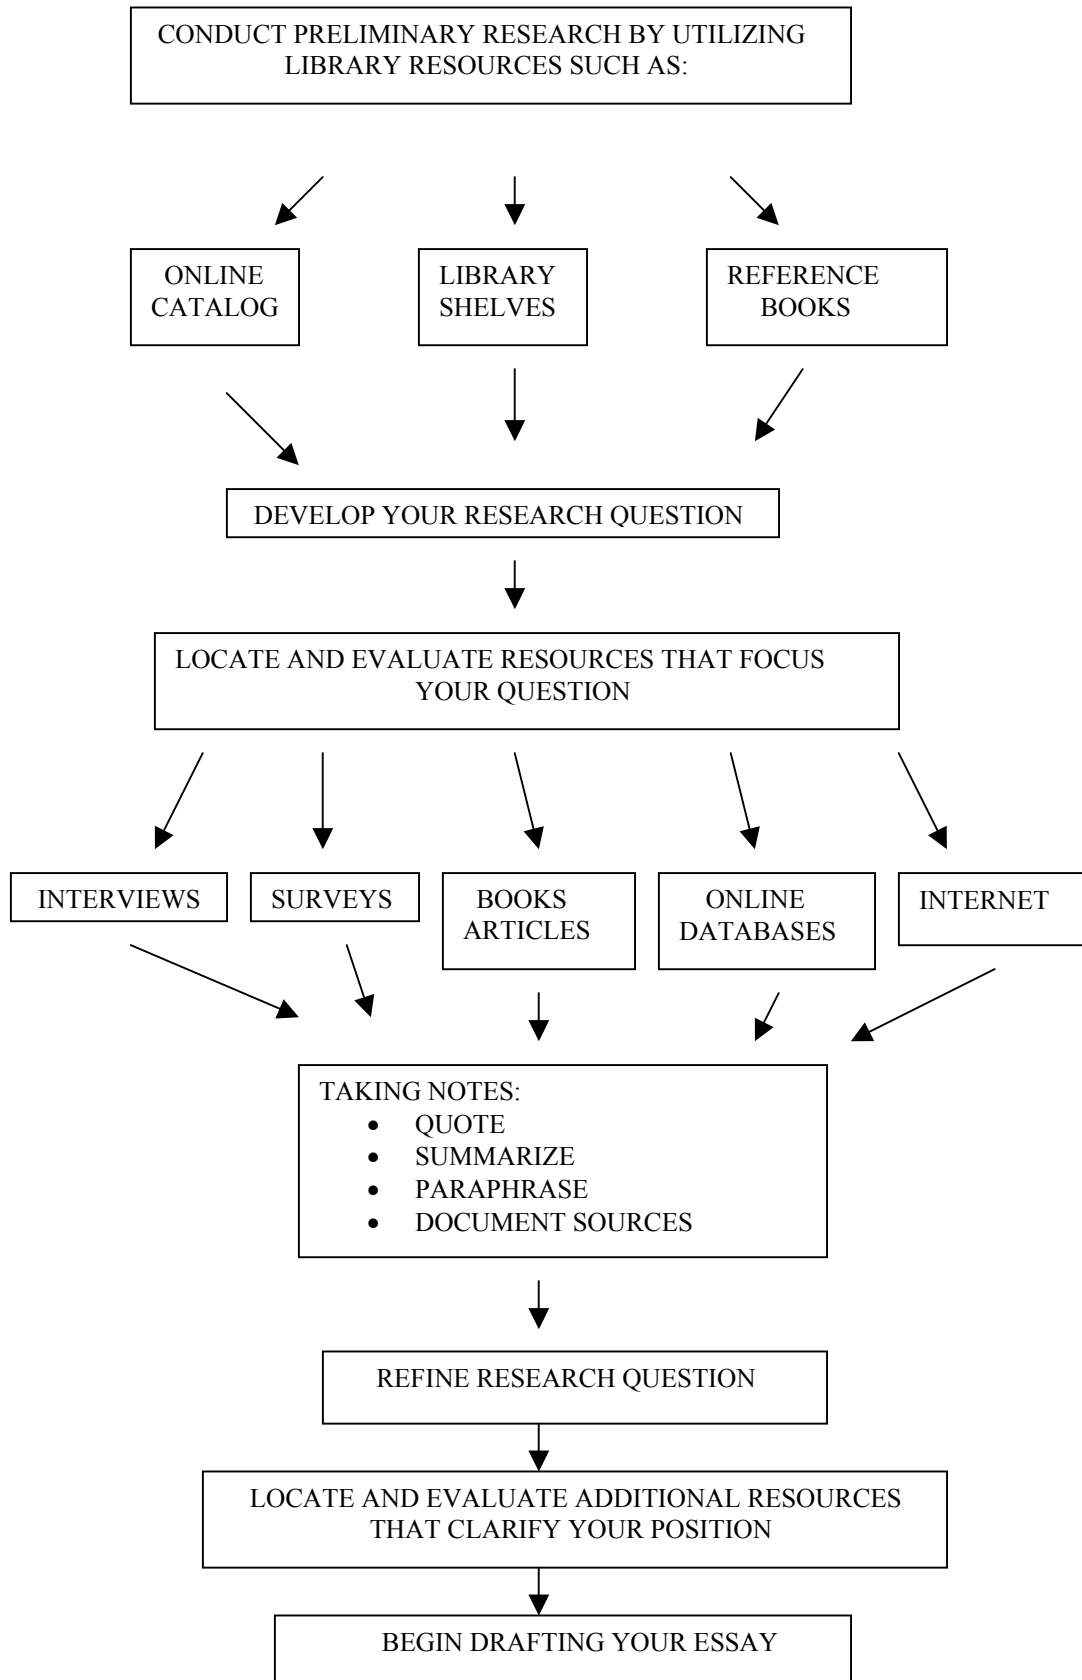 CONDUCT PRELIMINARY RESEARCH BY UTILIZING
LIBRARY RESOURCES SUCH AS:
ONLINE
CATALOG
LIBRARY
SHELVES
REFERENCE
BOOKS
DEVELOP YOUR RESEARCH QUESTION
LOCATE AND EVALUATE RESOURCES THAT FOCUS
YOUR QUESTION
INTERVIEWS
SURVEYS
BOOKS
ARTICLES
ONLINE
DATABASES
INTERNET
TAKING NOTES:
• QUOTE
• SUMMARIZE
• PARAPHRASE
• DOCUMENT SOURCES
REFINE RESEARCH QUESTION
LOCATE AND EVALUATE ADDITIONAL RESOURCES
THAT CLARIFY YOUR POSITION
BEGIN DRAFTING YOUR ESSAY